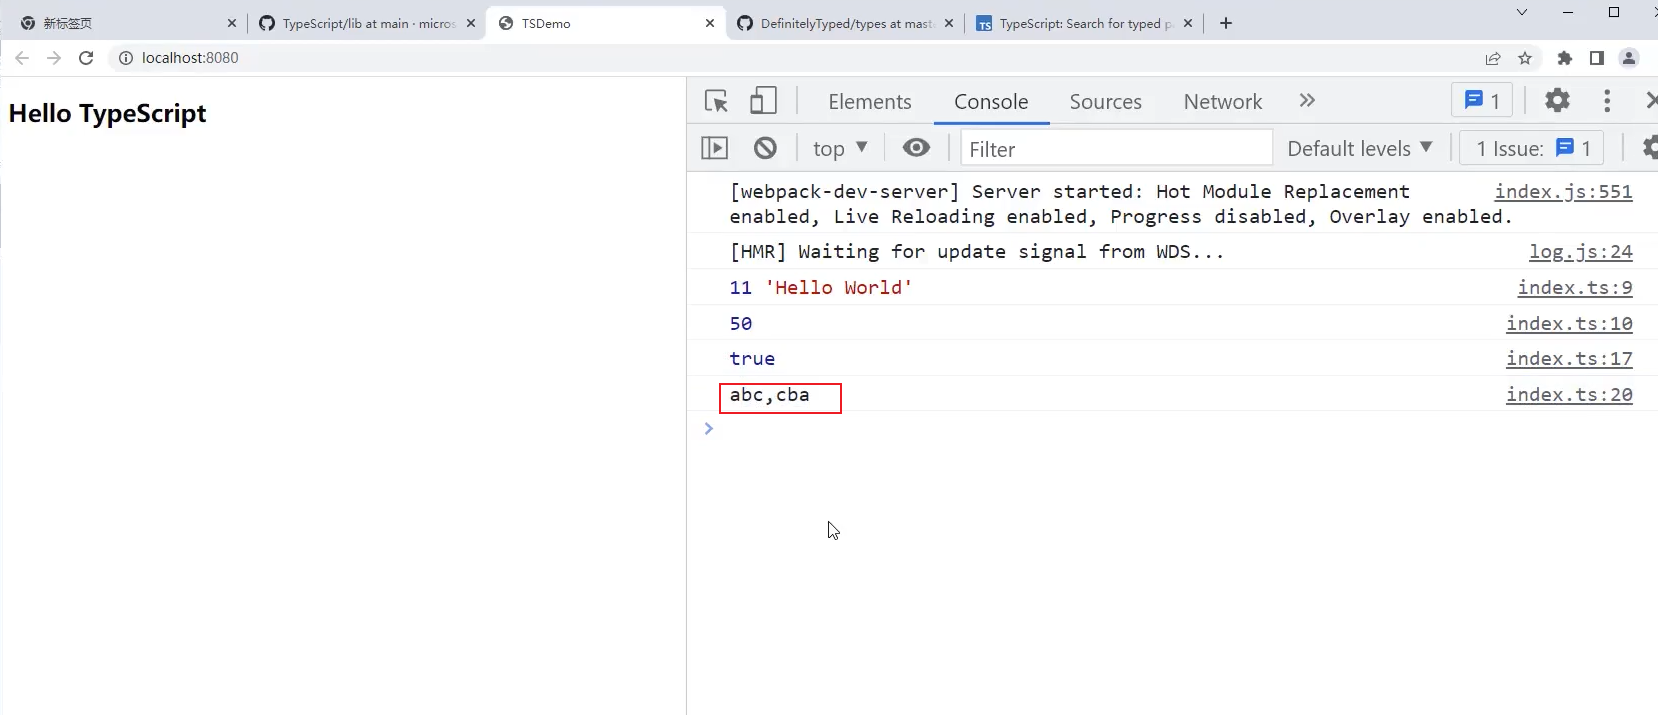 新标签页
TypeScript/lib at main · micros
TSDemo
DefinitelyTyped/types at mast
TS TypeScript: Search for typed p
localhost:8080
Hello TypeScript
Elements Console Sources Network 1
top Filter Default levels 1 Issue: 1
[webpack-dev-server] Server started: Hot Module Replacement index.js:551
enabled, Live Reloading enabled, Progress disabled, Overlay enabled.
[HMR] Waiting for update signal from WDS... log.js:24
11 'Hello World' index.ts:9
50 index.ts:10
true index.ts:17
abc,cba index.ts:20